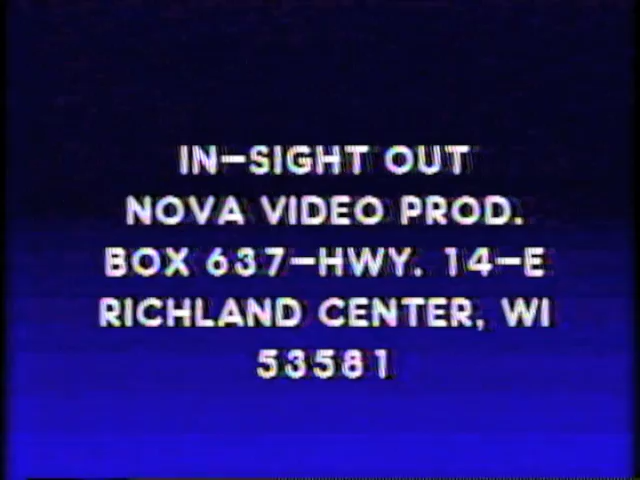 IN-SIGHT OUT
NOVA VIDEO PROD.
BOX 637-HWY. 14-E
RICHLAND CENTER, WI
53581